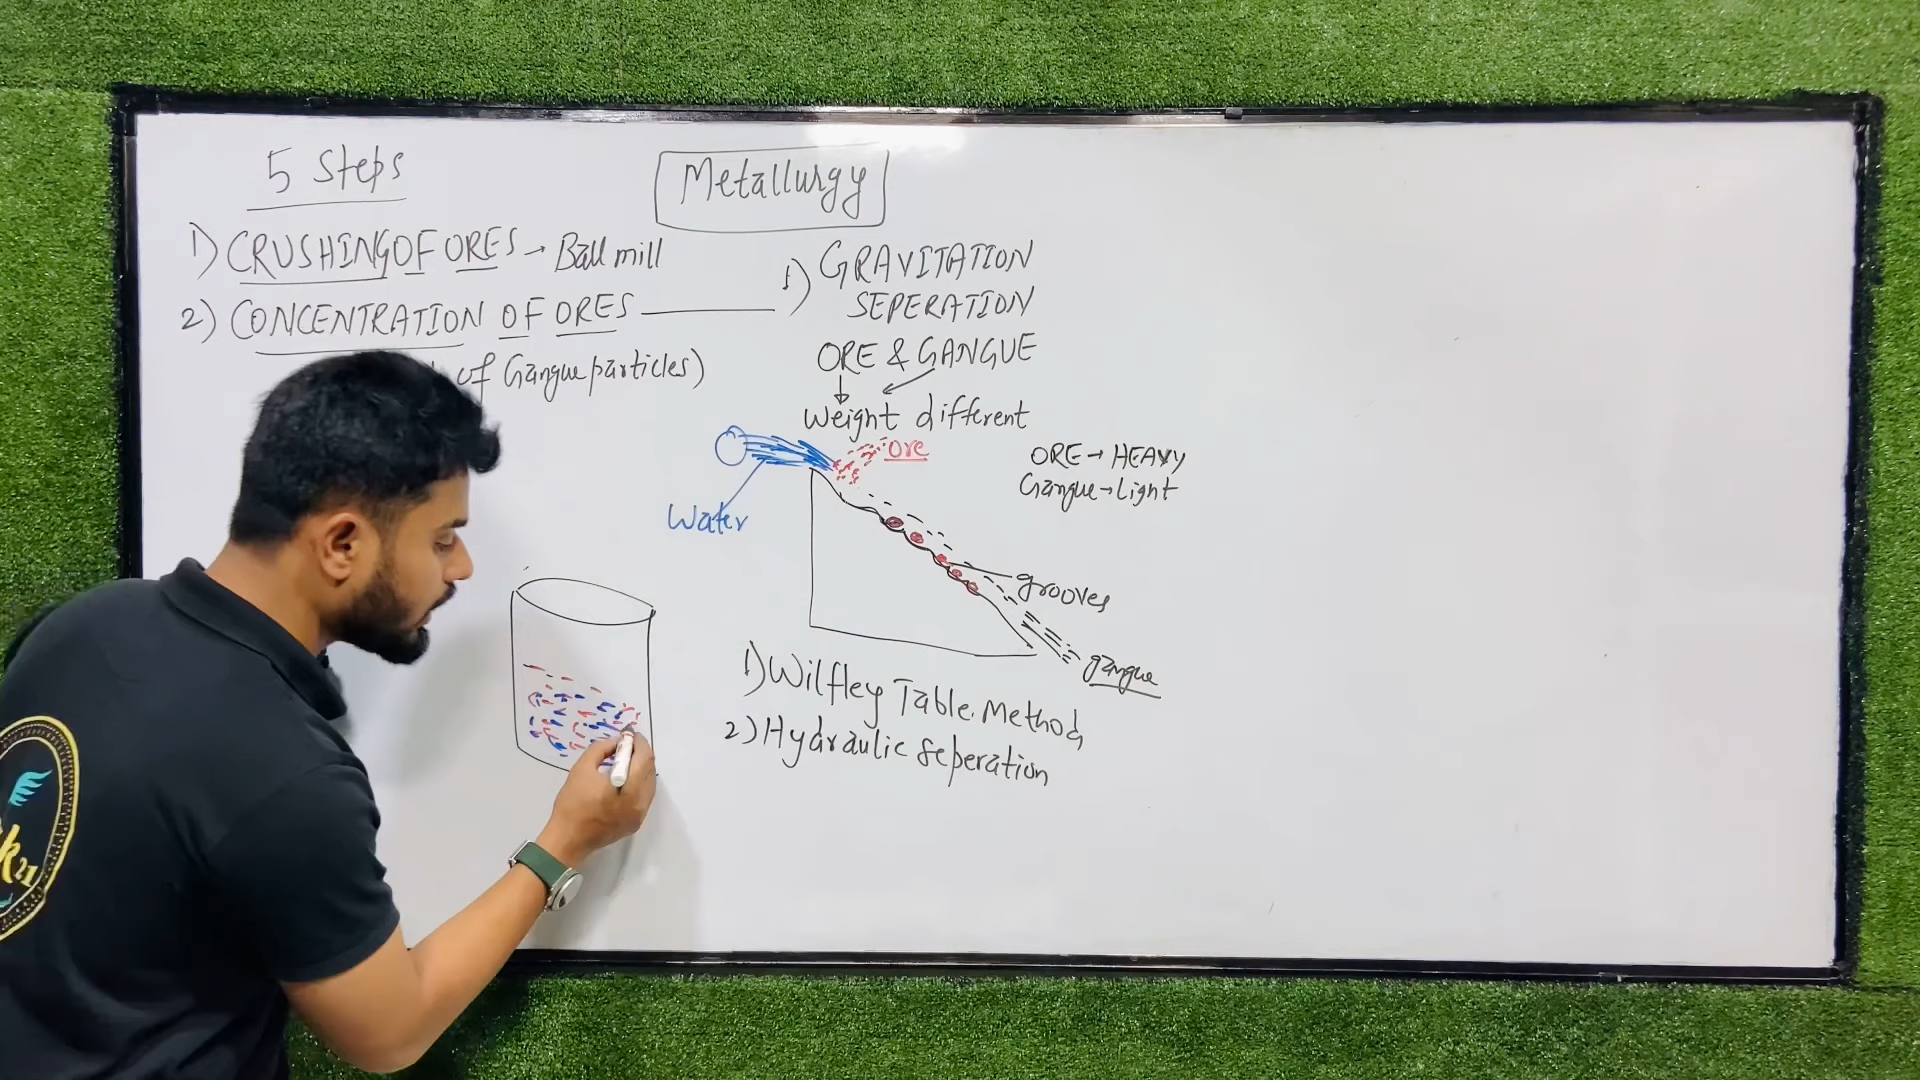 5 Steps
Metallurgy
1) CRUSHING OF ORES → Ball mill
2) CONCENTRATION OF ORES
of Gangue particles)
1) GRAVITATION
SEPERATION
ORE & GANGUE
Weight different
ore
Water
ORE → HEAVY
Gangue → Light
grooves
gangue
1) Wilfley Table Method
2) Hydraulic Seperation